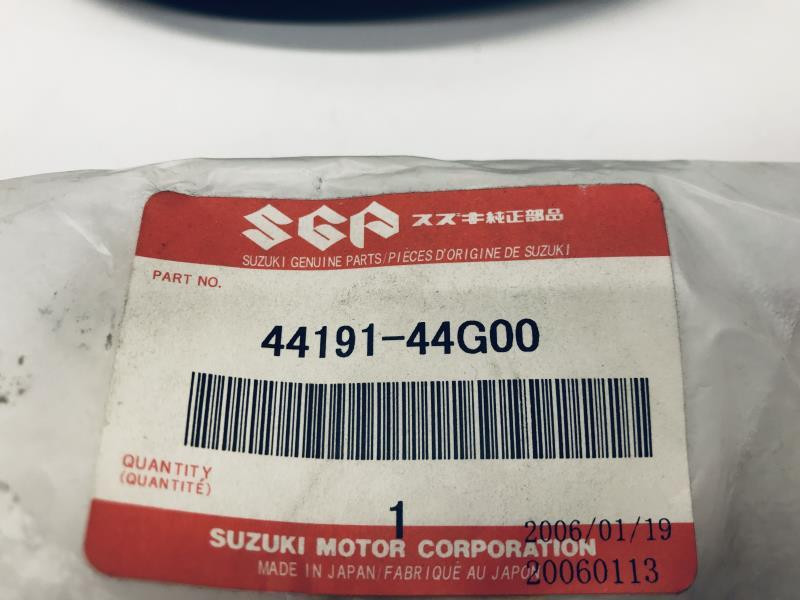 SGP スズキ純正部品
SUZUKI GENUINE PARTS/PIÈCES D'ORIGINE DE SUZUKI
PART NO.
44191-44G00
QUANTITY
(QUANTITÉ)
1
2006/01/19
SUZUKI MOTOR CORPORATION
MADE IN JAPAN/FABRIQUÉ AU JAPON
20060113